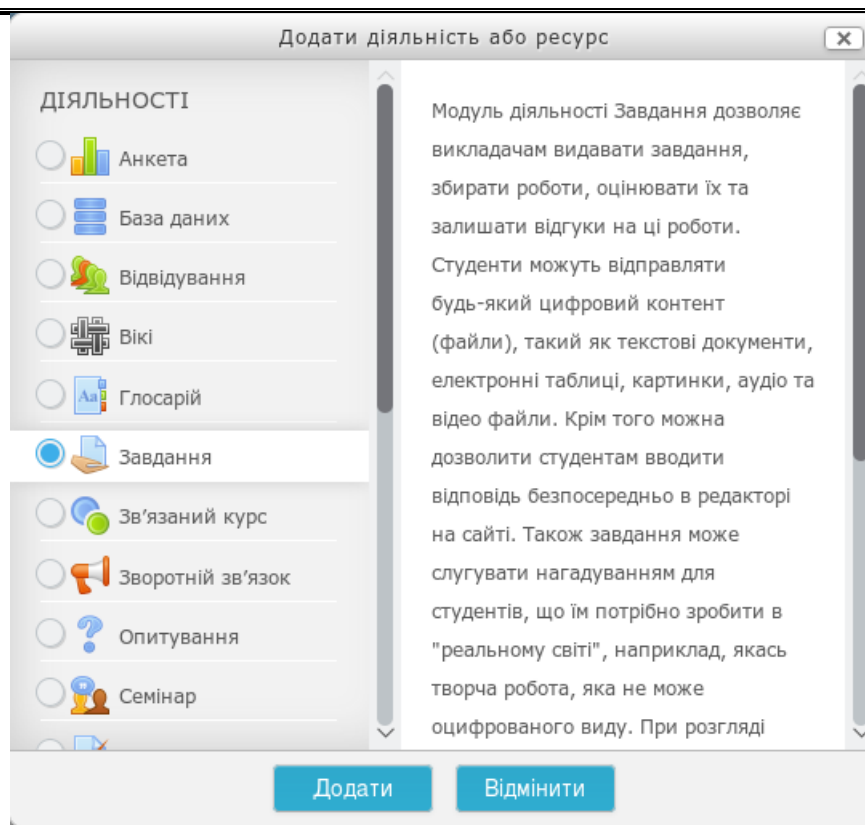 Додати діяльність або ресурс
ДІЯЛЬНОСТІ
Анкета
База даних
Відвідування
Вікі
Aa
Глосарій
Завдання
Зв’язаний курс
Зворотній зв’язок
Опитування
Семінар
Модуль діяльності Завдання дозволяє
викладачам видавати завдання,
збирати роботи, оцінювати їх та
залишати відгуки на ці роботи.
Студенти можуть відправляти
будь-який цифровий контент
(файли), такий як текстові документи,
електронні таблиці, картинки, аудіо та
відео файли. Крім того можна
дозволити студентам вводити
відповідь безпосередньо в редакторі
на сайті. Також завдання може
слугувати нагадуванням для
студентів, що їм потрібно зробити в
"реальному світі", наприклад, якась
творча робота, яка не може
оцифрованого виду. При розгляді
Додати
Відмінити